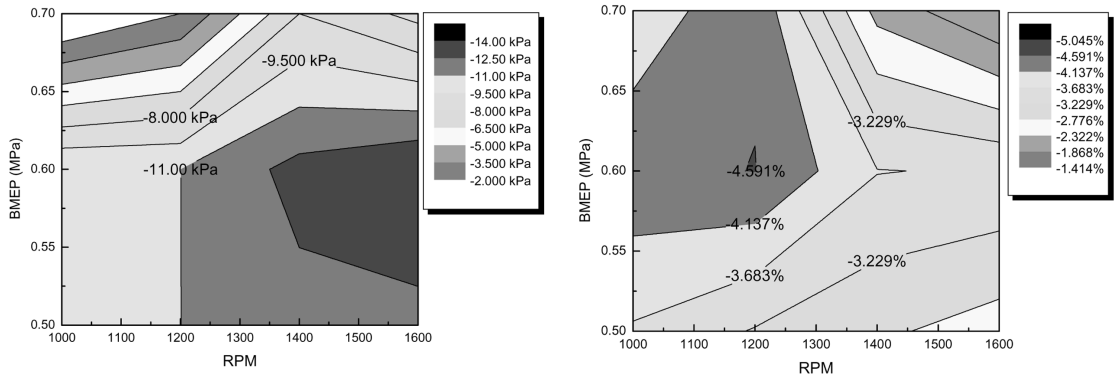 0.70
0.65
0.60
0.55
0.50
BMEP (MPa)
1000 1100 1200 1300 1400 1500 1600
RPM
-9.500 kPa
-8.000 kPa
-11.00 kPa
-14.00 kPa
-12.50 kPa
-11.00 kPa
-9.500 kPa
-8.000 kPa
-6.500 kPa
-5.000 kPa
-3.500 kPa
-2.000 kPa
0.70
0.65
0.60
0.55
0.50
BMEP (MPa)
1000 1100 1200 1300 1400 1500 1600
RPM
-3.229%
-4.591%
-4.137%
-3.683%
-3.229%
-5.045%
-4.591%
-4.137%
-3.683%
-3.229%
-2.776%
-2.322%
-1.868%
-1.414%